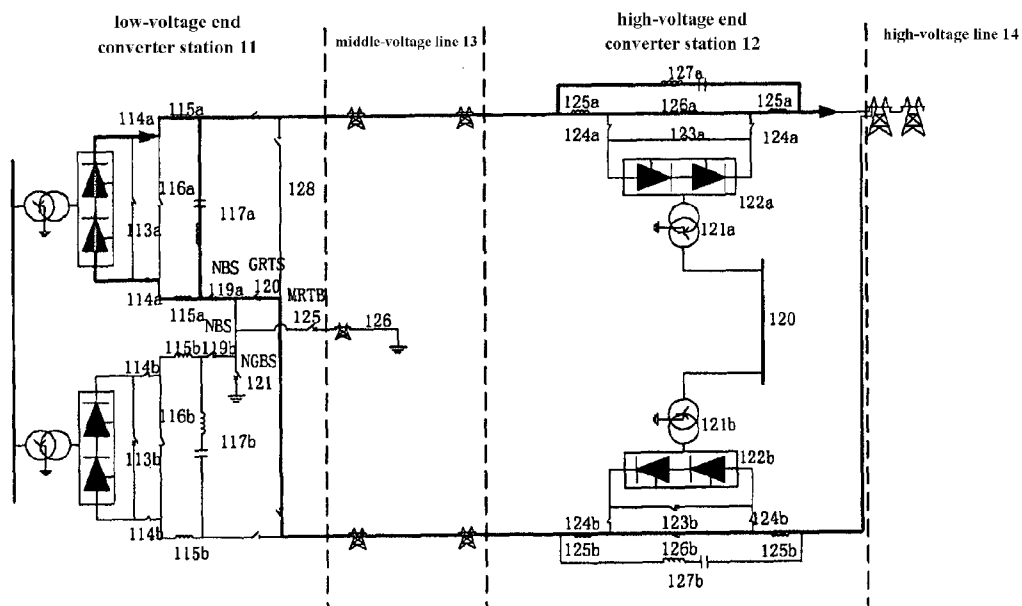 low-voltage end
converter station 11
middle-voltage line 13
high-voltage end
converter station 12
high-voltage line 14
127a
115a
125a
126a
125a
114a
124a
123a
124a
116a
128
122a
117a
113a
121a
NBS
GRTS
119a
120
MRTB
114a
115a
125
126
120
NBS
115b
119b
114b
NGBS
121
116b
121b
117b
113b
122b
114b
124b
123b
124b
115b
125b
126b
125b
127b